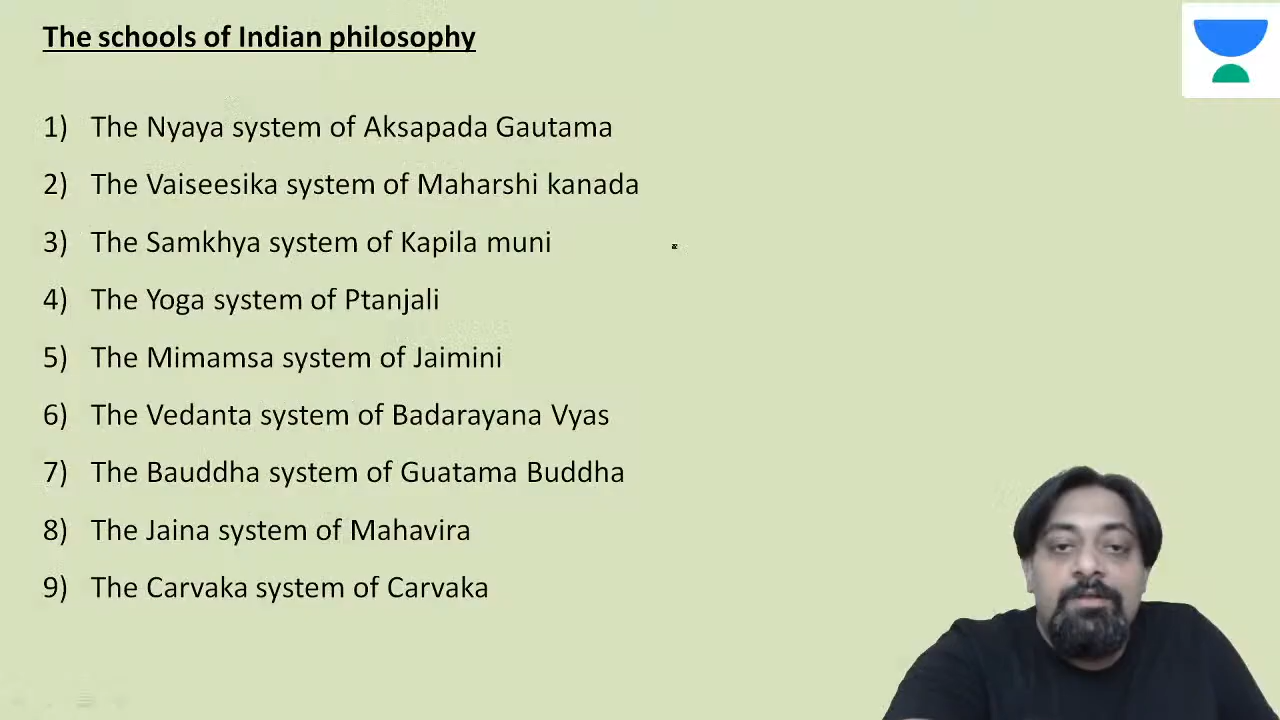 The schools of Indian philosophy
1) The Nyaya system of Aksapada Gautama
2) The Vaiseesika system of Maharshi kanada
3) The Samkhya system of Kapila muni
4) The Yoga system of Ptanjali
5) The Mimamsa system of Jaimini
6) The Vedanta system of Badarayana Vyas
7) The Bauddha system of Guatama Buddha
8) The Jaina system of Mahavira
9) The Carvaka system of Carvaka